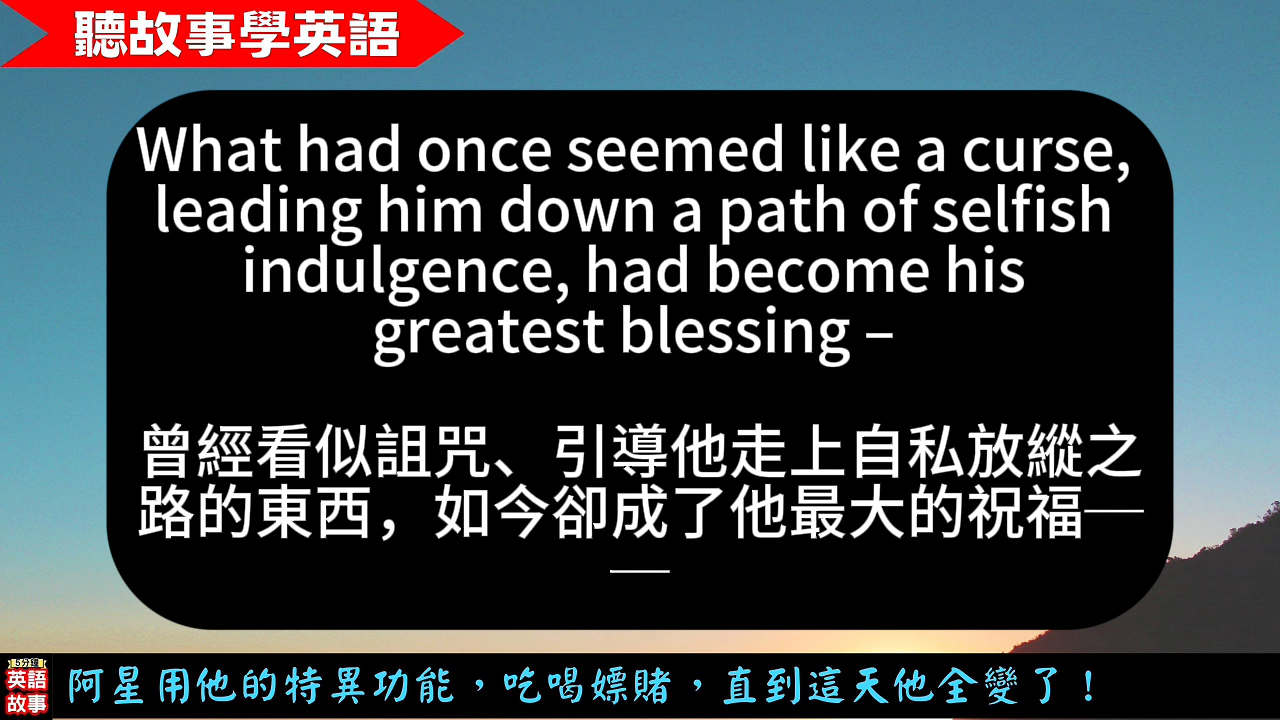 聽故事學英語
What had once seemed like a curse,
leading him down a path of selfish
indulgence, had become his
greatest blessing –
曾經看似詛咒、引導他走上自私放縱之
路的東西，如今卻成了他最大的祝福—
—
5分鐘
英語
故事
阿星用他的特異功能，吃喝嫖賭，直到這天他全變了！